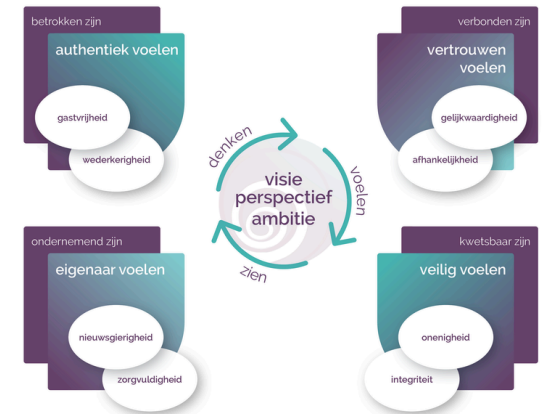 betrokken zijn
authentiek voelen
gastvrijheid
wederkerigheid
verbonden zijn
vertrouwen
voelen
gelijkwaardigheid
afhankelijkheid
denken
voelen
zien
visie
perspectief
ambitie
ondernemend zijn
eigenaar voelen
nieuwsgierigheid
zorgvuldigheid
kwetsbaar zijn
veilig voelen
onenigheid
integriteit